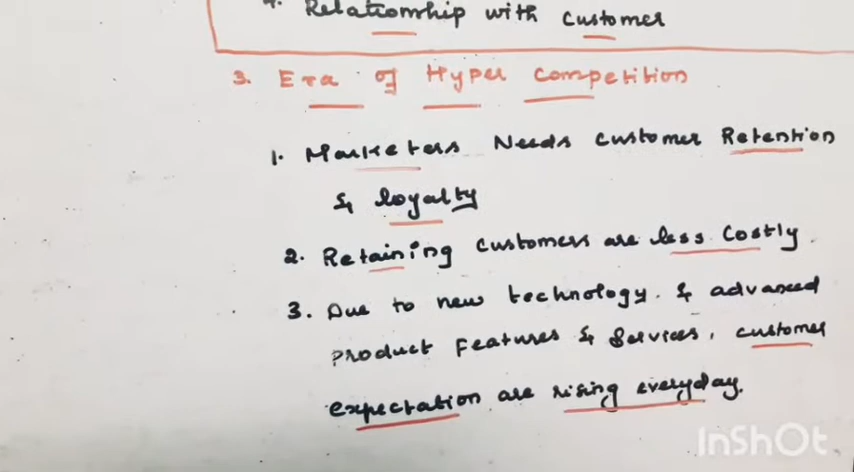 4. Relationship with customer
3. Era of Hyper Competition
1. Marketers Needs customer Retention
& loyalty
2. Retaining customers are less costly.
3. Due to new technology & advanced
product features & services, customer
expectation are rising everyday.
InShOt